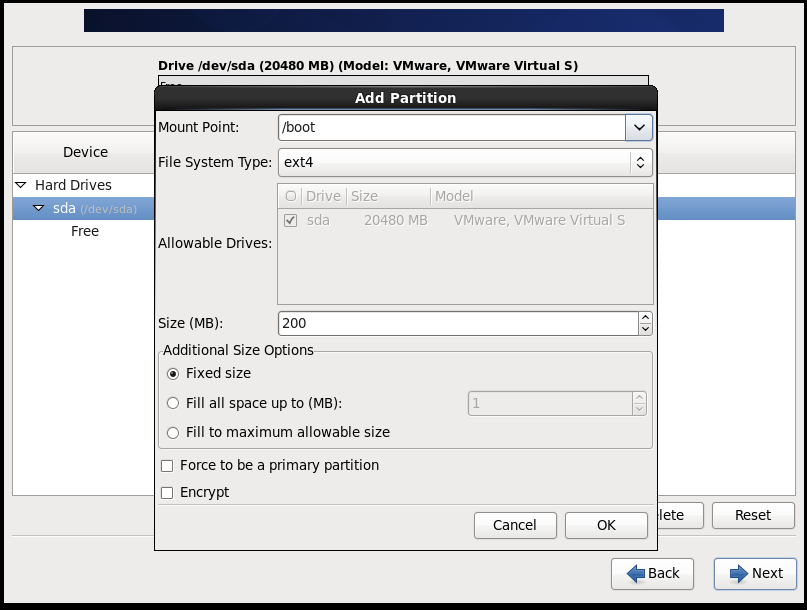 Drive /dev/sda (20480 MB) (Model: VMware, VMware Virtual S)
Add Partition
Mount Point: /boot
File System Type: ext4
Drive Size Model
sda 20480 MB VMware, VMware Virtual S
Allowable Drives:
Size (MB): 200
Additional Size Options
Fixed size
Fill all space up to (MB): 1
Fill to maximum allowable size
Force to be a primary partition
Encrypt
Cancel OK
Device
Hard Drives
sda (/dev/sda)
Free
Reset
Back Next